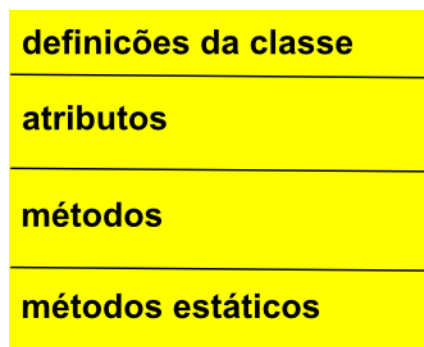 definicões da classe
atributos
métodos
métodos estáticos